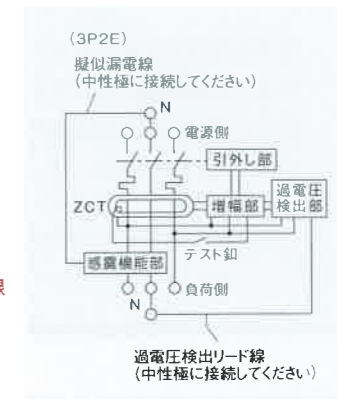 (3P2E)
擬似漏電線
(中性極に接続してください)
N
電源側
引外し部
過電圧
検出部
ZCT
増幅部
テスト釦
感震機能部
線
N
負荷側
過電圧検出リード線
(中性極に接続してください)